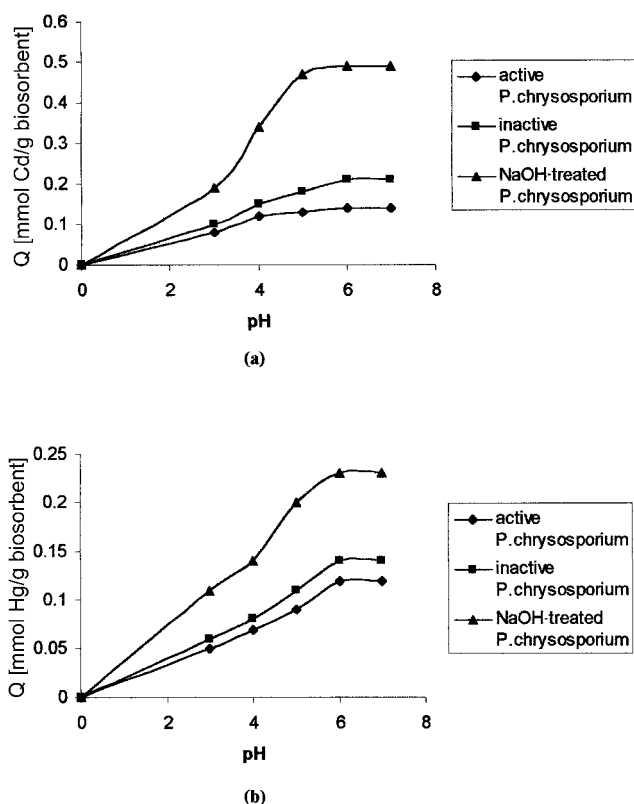 Q [mmol Cd/g biosorbent]
0.6
0.5
0.4
0.3
0.2
0.1
0
0 2 4 6 8
pH
active
P.chrysosporium
inactive
P.chrysosporium
NaOH-treated
P.chrysosporium
(a)
Q [mmol Hg/g biosorbent]
0.25
0.2
0.15
0.1
0.05
0
0 2 4 6 8
pH
active
P.chrysosporium
inactive
P.chrysosporium
NaOH-treated
P.chrysosporium
(b)